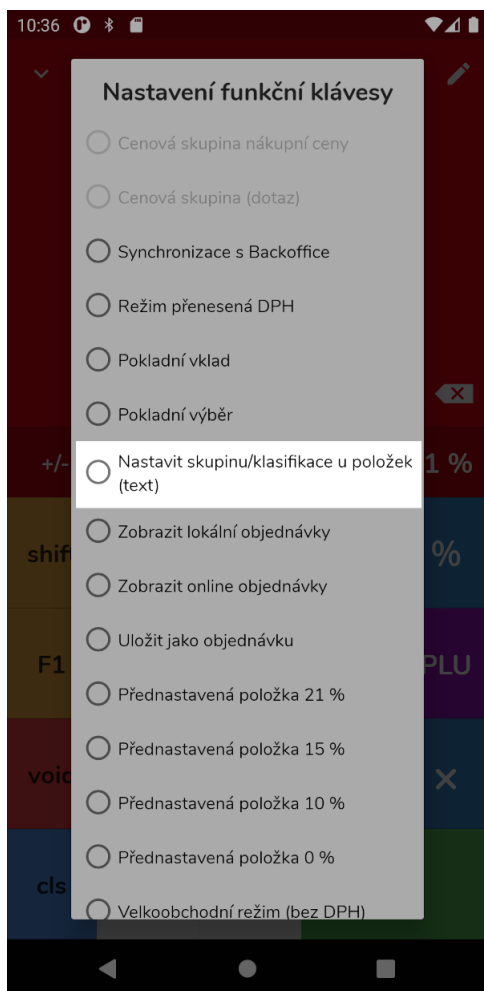 10:36
Nastavení funkční klávesy
Cenová skupina nákupní ceny
Cenová skupina (dotaz)
Synchronizace s Backoffice
Režim přenesená DPH
Pokladní vklad
Pokladní výběr
+/-
Nastavit skupinu/klasifikace u položek
(text)
1 %
Zobrazit lokální objednávky
shif
%
Zobrazit online objednávky
Uložit jako objednávku
F1
PLU
Přednastavená položka 21 %
Přednastavená položka 15 %
void
×
Přednastavená položka 10 %
Přednastavená položka 0 %
cls
Velkoobchodní režim (bez DPH)